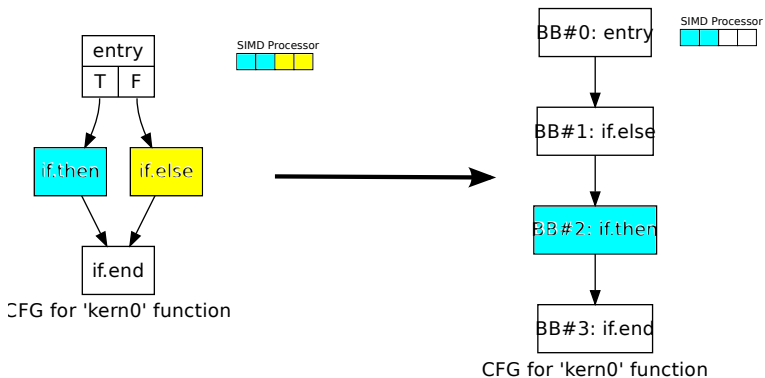 SIMD Processor
entry
T F
if.then if.else
if.end
CFG for 'kern0' function
SIMD Processor
BB#0: entry
BB#1: if.else
BB#2: if.then
BB#3: if.end
CFG for 'kern0' function